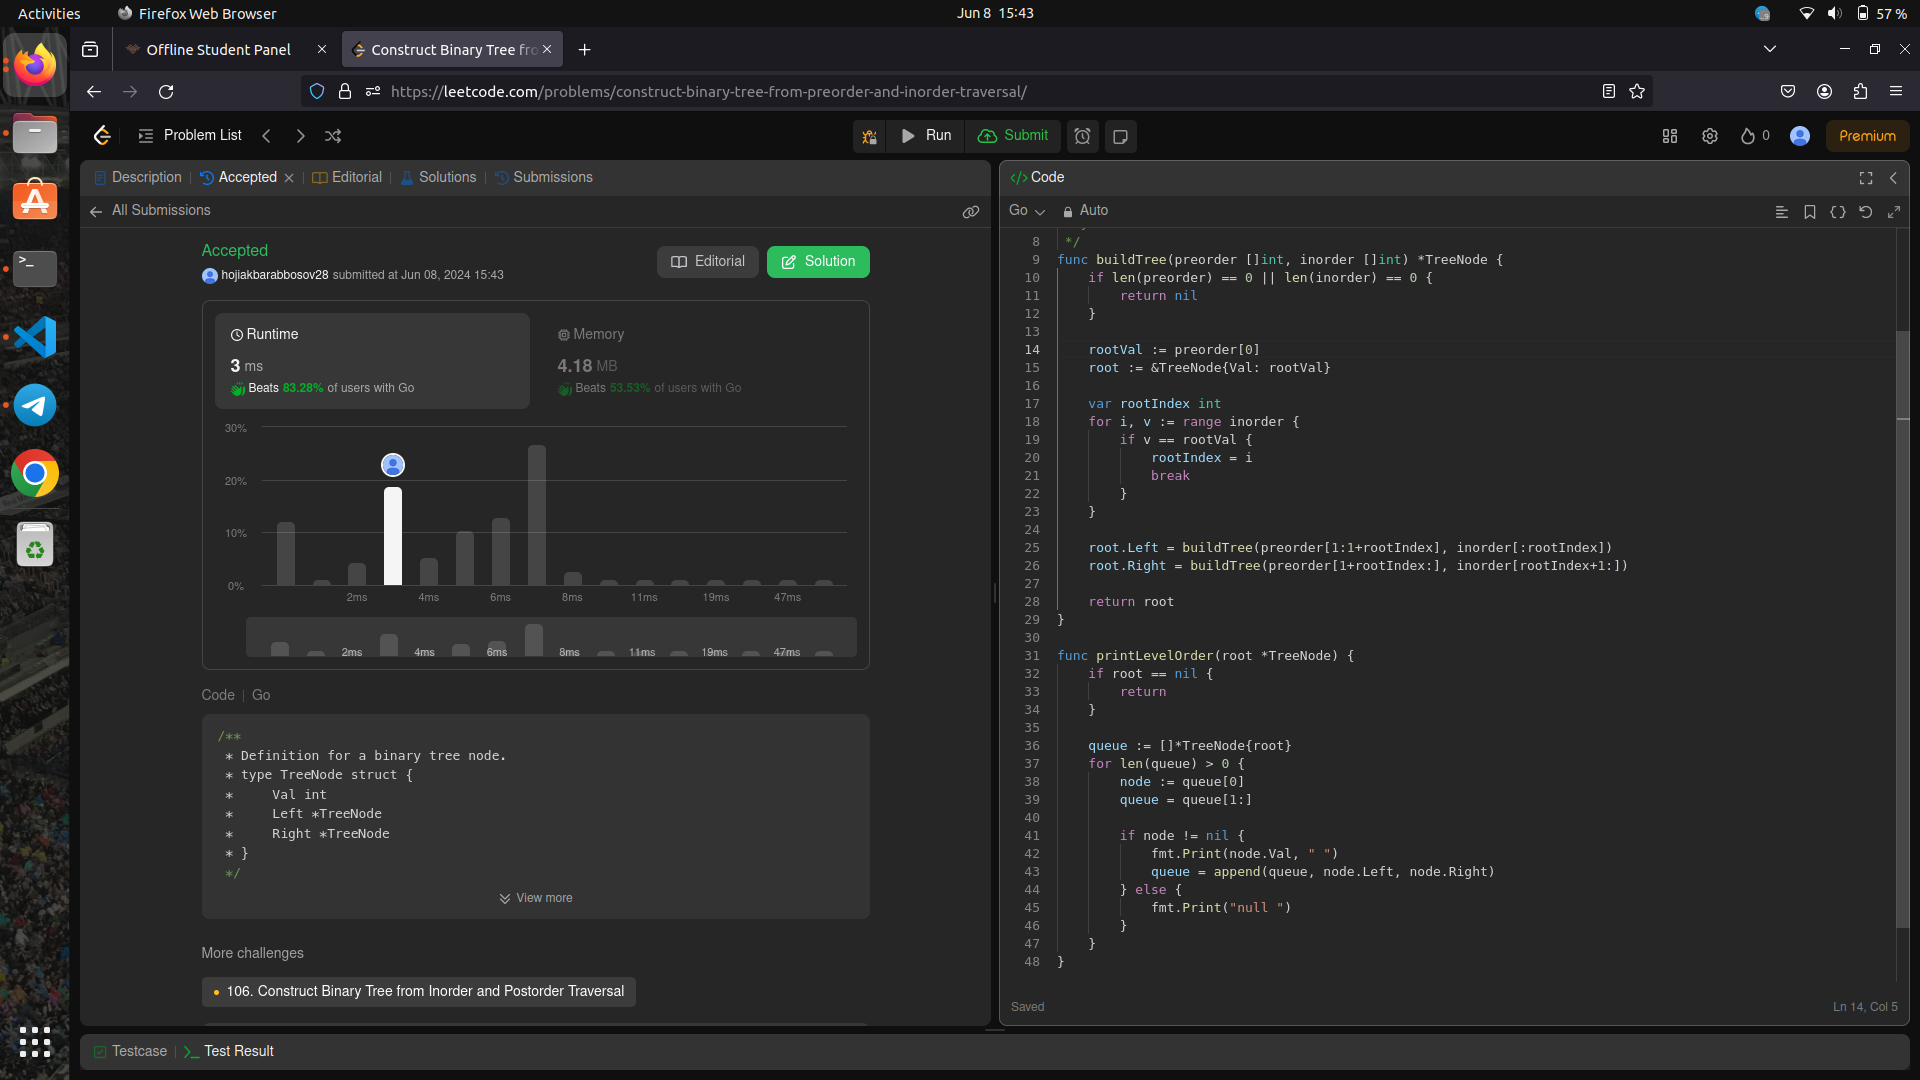 Activities
Firefox Web Browser
Jun 8 15:43
57 %
Offline Student Panel
Construct Binary Tree fro
https://leetcode.com/problems/construct-binary-tree-from-preorder-and-inorder-traversal/
Problem List
Run
Submit
0
Premium
Description
Accepted
Editorial
Solutions
Submissions
All Submissions
Accepted
hojiakbarabbosov28 submitted at Jun 08, 2024 15:43
Editorial
Solution
Runtime
3 ms
Beats 83.28% of users with Go
Memory
4.18 MB
Beats 53.53% of users with Go
30%
20%
10%
0%
2ms 4ms 6ms 8ms 11ms 19ms 47ms
2ms 4ms 6ms 8ms 11ms 19ms 47ms
Code | Go
/**
* Definition for a binary tree node.
* type TreeNode struct {
*     Val int
*     Left *TreeNode
*     Right *TreeNode
* }
*/
View more
More challenges
106. Construct Binary Tree from Inorder and Postorder Traversal
Testcase
>_ Test Result
</> Code
Go
Auto
8 */
9 func buildTree(preorder []int, inorder []int) *TreeNode {
10     if len(preorder) == 0 || len(inorder) == 0 {
11         return nil
12     }
13
14     rootVal := preorder[0]
15     root := &TreeNode{Val: rootVal}
16
17     var rootIndex int
18     for i, v := range inorder {
19         if v == rootVal {
20             rootIndex = i
21             break
22         }
23     }
24
25     root.Left = buildTree(preorder[1:1+rootIndex], inorder[:rootIndex])
26     root.Right = buildTree(preorder[1+rootIndex:], inorder[rootIndex+1:])
27
28     return root
29 }
30
31 func printLevelOrder(root *TreeNode) {
32     if root == nil {
33         return
34     }
35
36     queue := []*TreeNode{root}
37     for len(queue) > 0 {
38         node := queue[0]
39         queue = queue[1:]
40
41         if node != nil {
42             fmt.Print(node.Val, " ")
43             queue = append(queue, node.Left, node.Right)
44         } else {
45             fmt.Print("null ")
46         }
47     }
48 }
Saved
Ln 14, Col 5